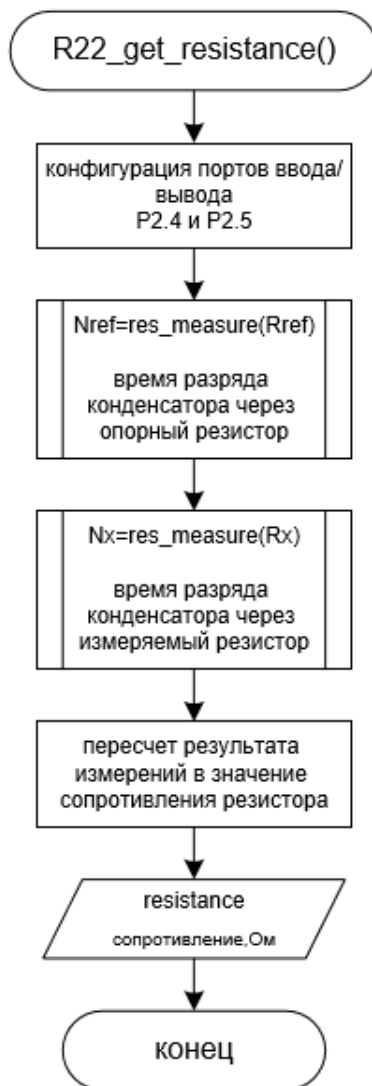 R22_get_resistance()
конфигурация портов ввода/
вывода
P2.4 и P2.5
Nref=res_measure(Rref)
время разряда
конденсатора через
опорный резистор
Nx=res_measure(Rx)
время разряда
конденсатора через
измеряемый резистор
пересчет результата
измерений в значение
сопротивления резистора
resistance
сопротивление,Ом
конец